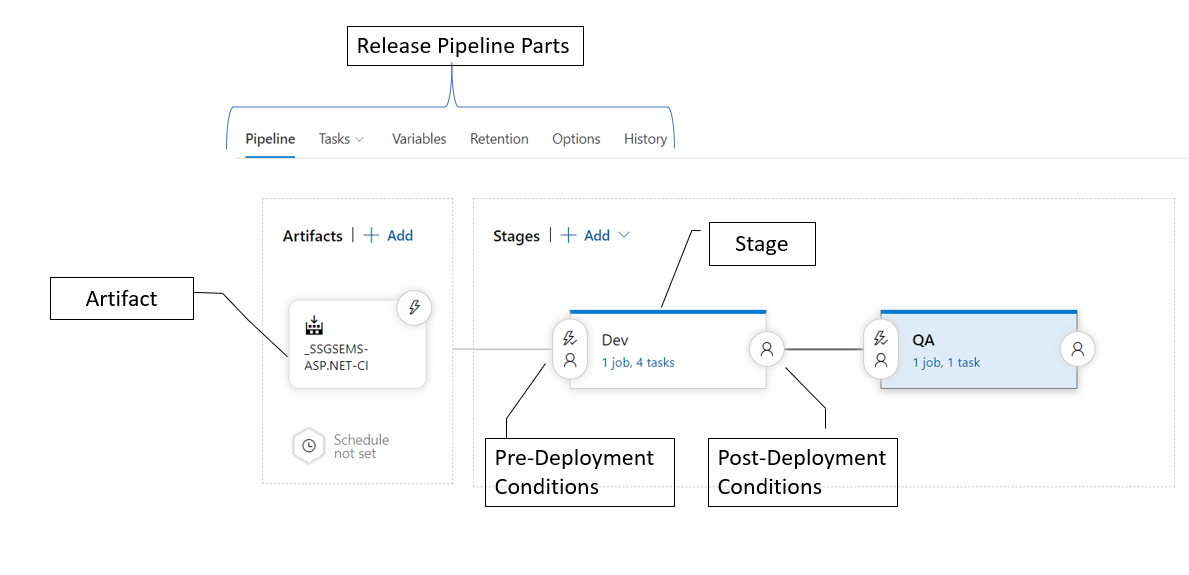 Release Pipeline Parts
Pipeline Tasks Variables Retention Options History
Artifacts | + Add
Stages | + Add
Stage
Artifact
_SSGSEMS-
ASP.NET-CI
Dev
1 job, 4 tasks
QA
1 job, 1 task
Schedule
not set
Pre-Deployment
Conditions
Post-Deployment
Conditions